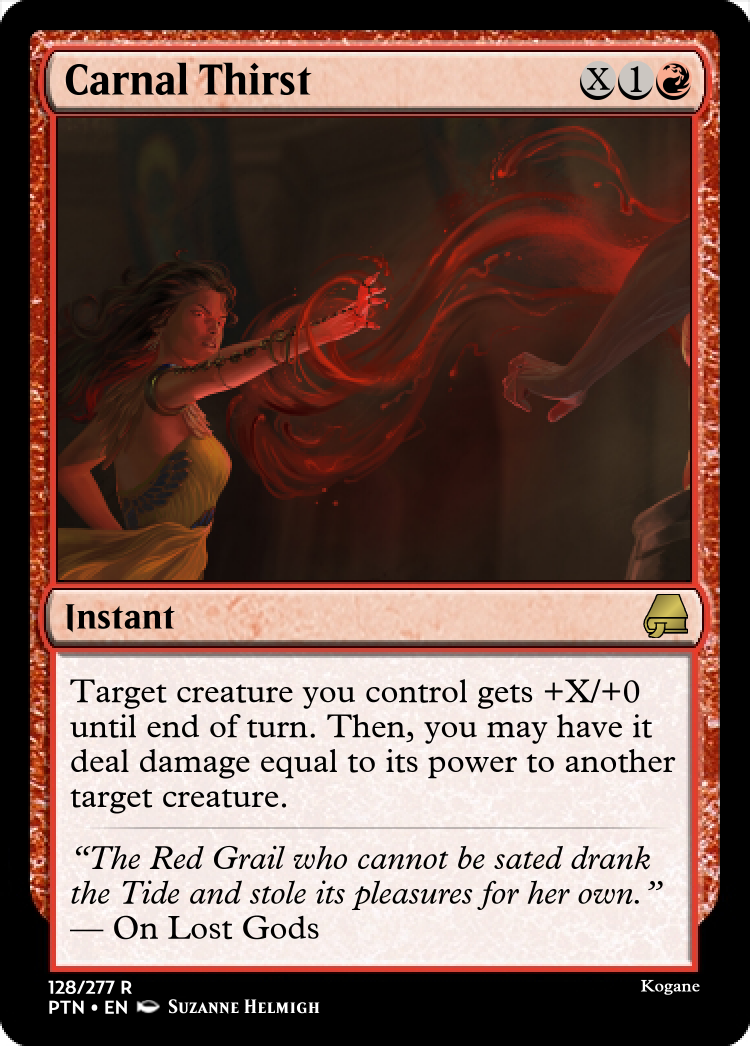 Carnal Thirst X1
Instant
Target creature you control gets +X/+0
until end of turn. Then, you may have it
deal damage equal to its power to another
target creature.
“The Red Grail who cannot be sated drank
the Tide and stole its pleasures for her own.”
— On Lost Gods
128/277 R
Kogane
PTN • EN Suzanne Helmigh